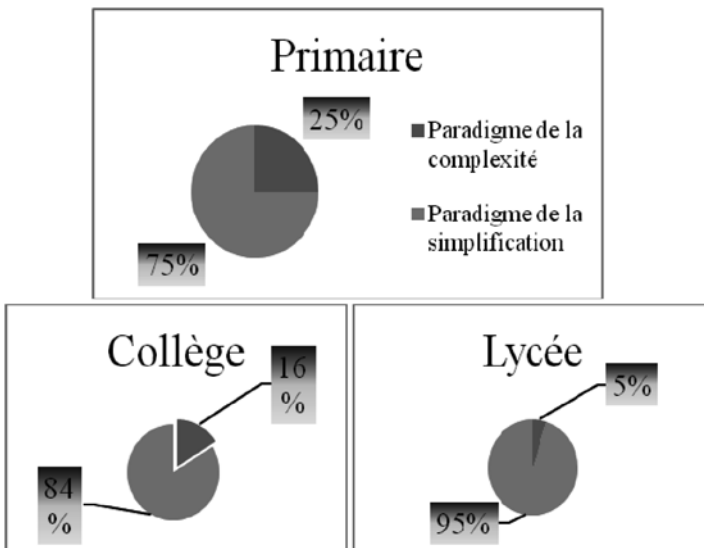 Primaire
25%
Paradigme de la
complexité
Paradigme de la
simplification
75%
Collège
16
%
84
%
Lycée
5%
95%